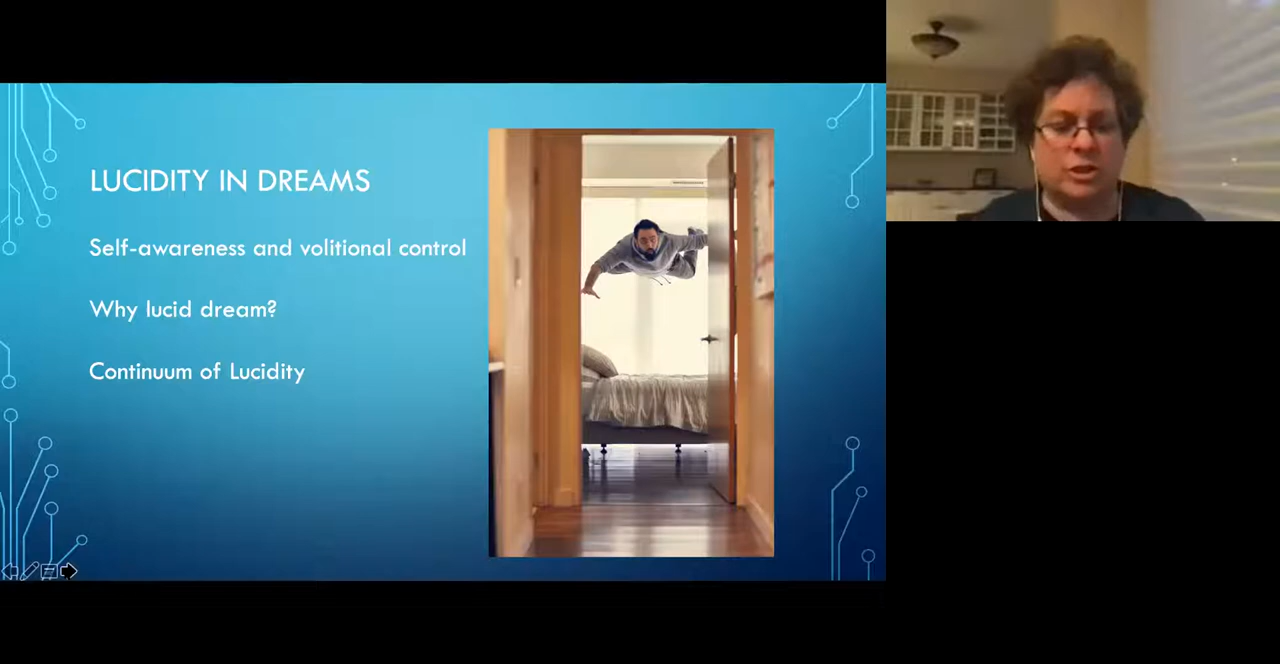 LUCIDITY IN DREAMS
Self-awareness and volitional control
Why lucid dream?
Continuum of Lucidity